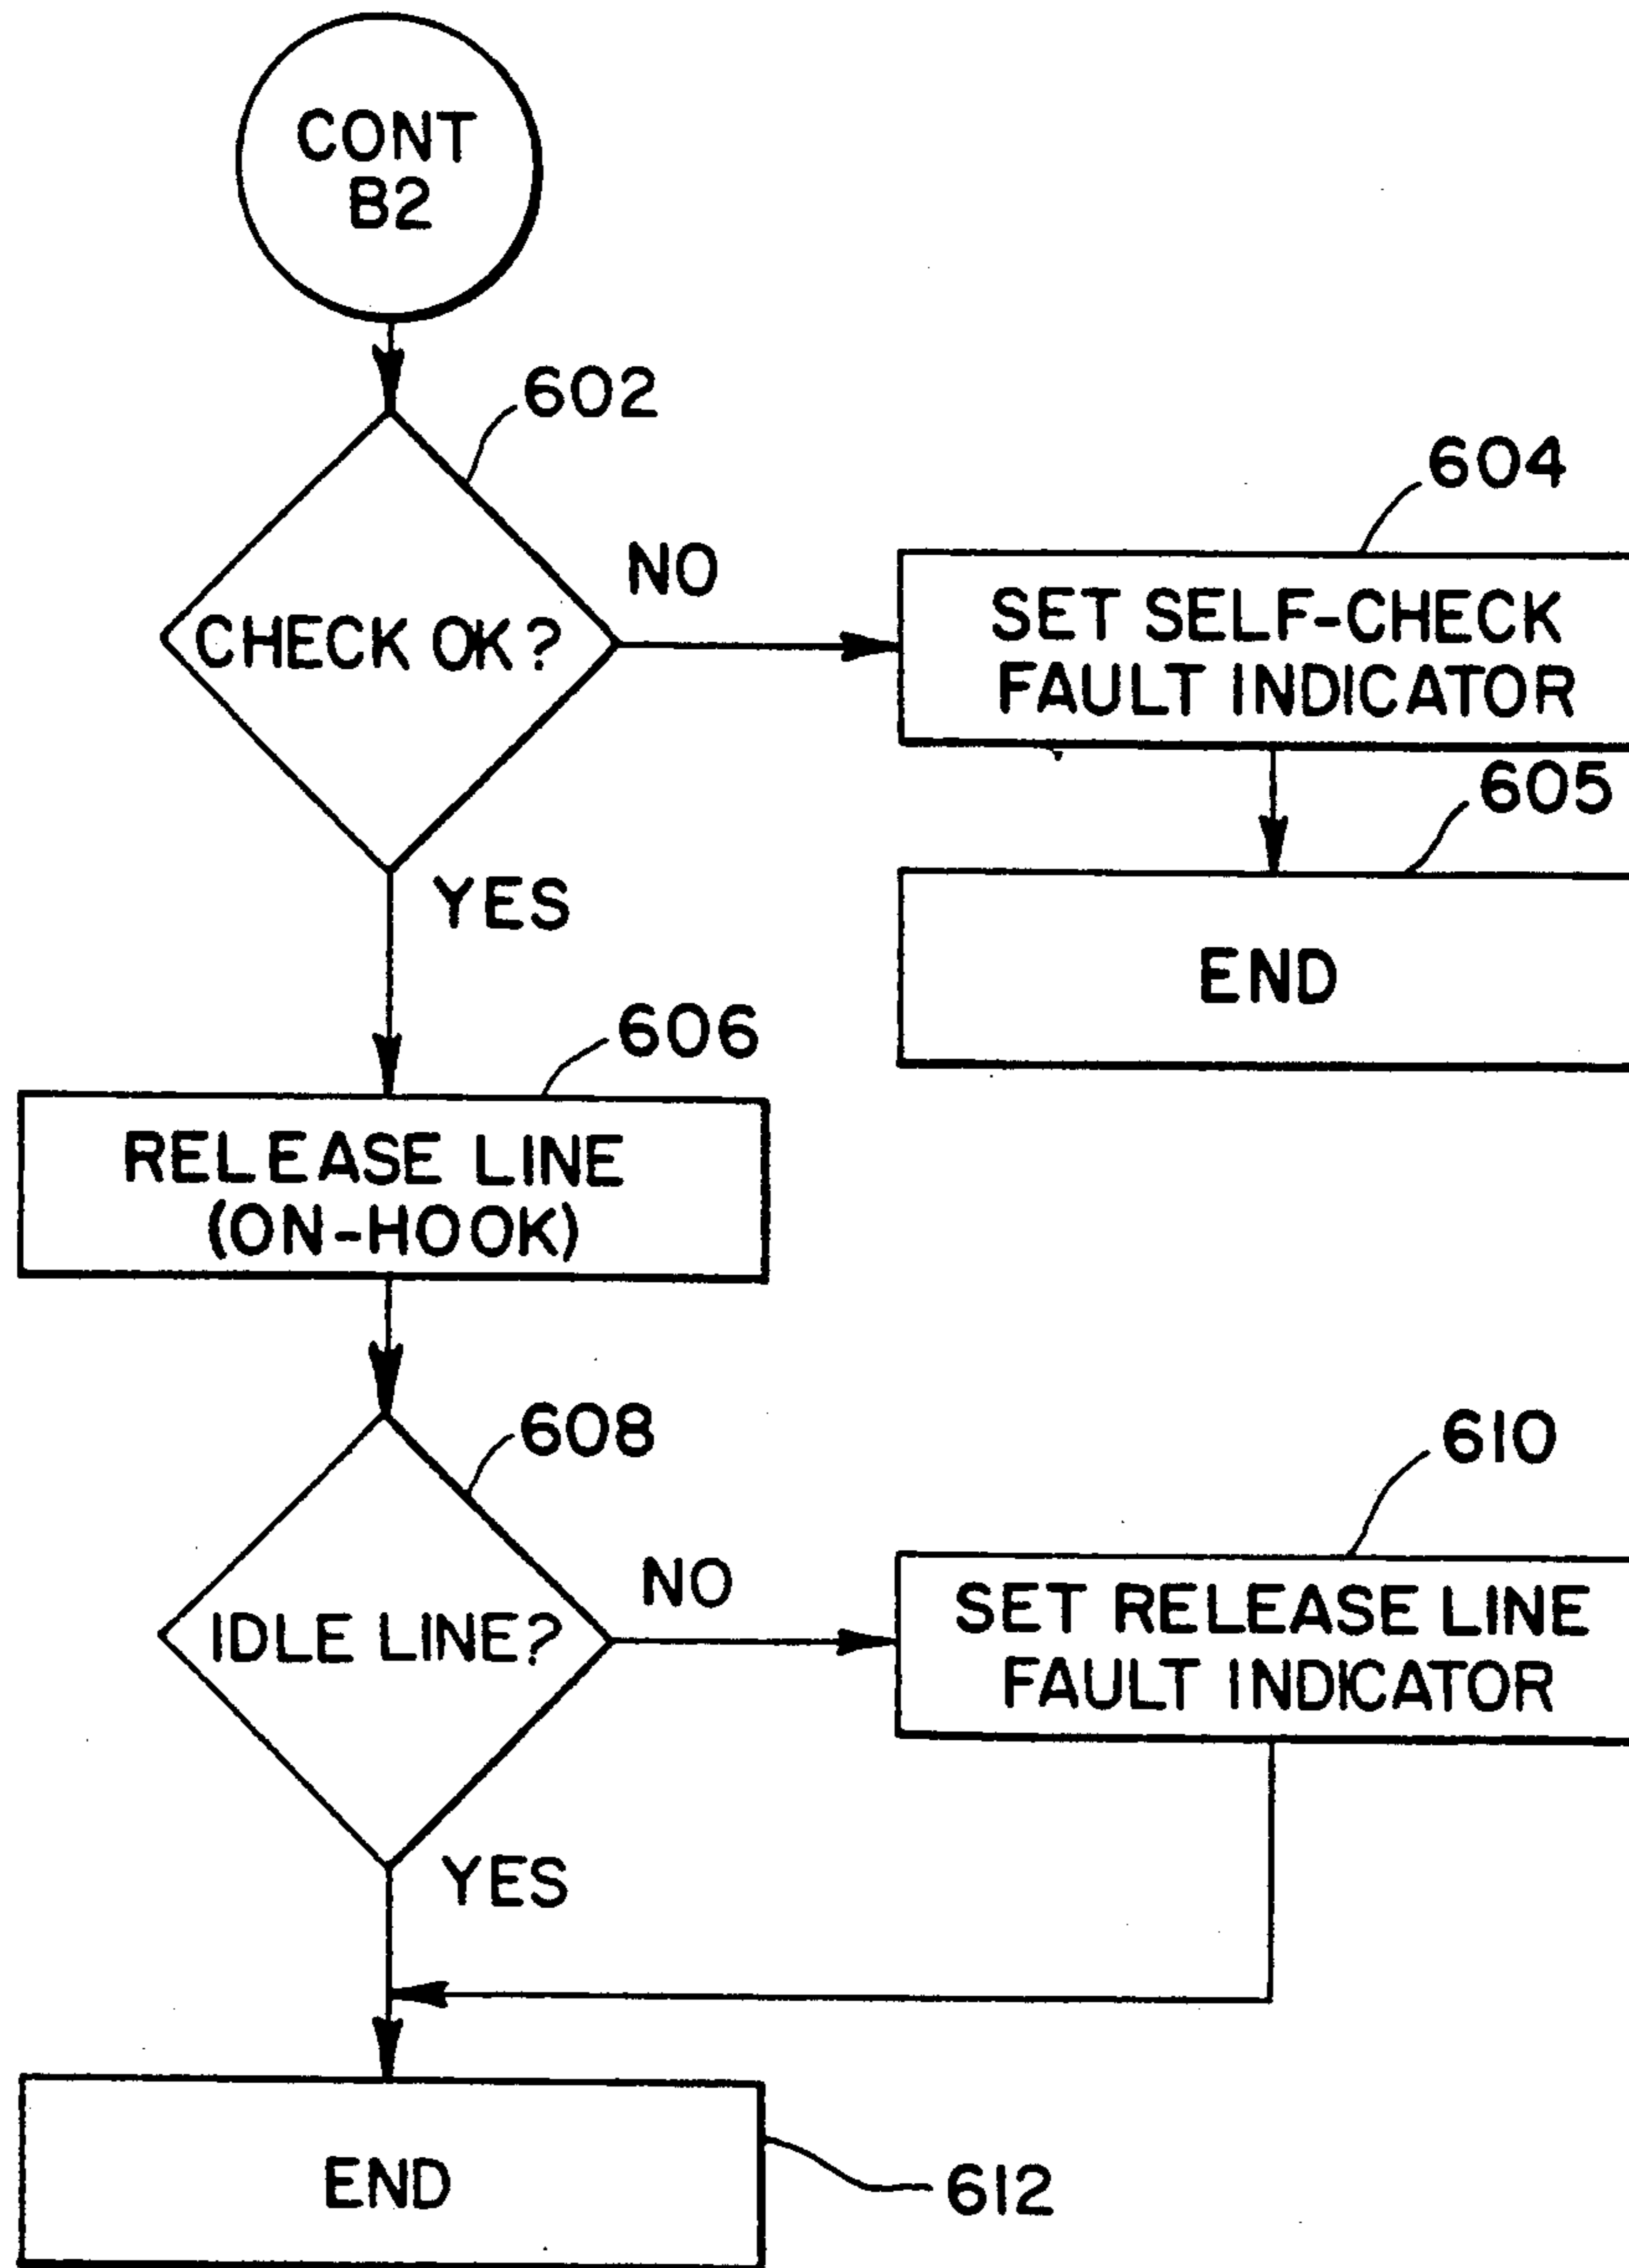 CONT
B2
602
CHECK OK?
NO
604
SET SELF-CHECK
FAULT INDICATOR
605
END
YES
606
RELEASE LINE
(ON-HOOK)
608
IDLE LINE?
NO
610
SET RELEASE LINE
FAULT INDICATOR
YES
END
612